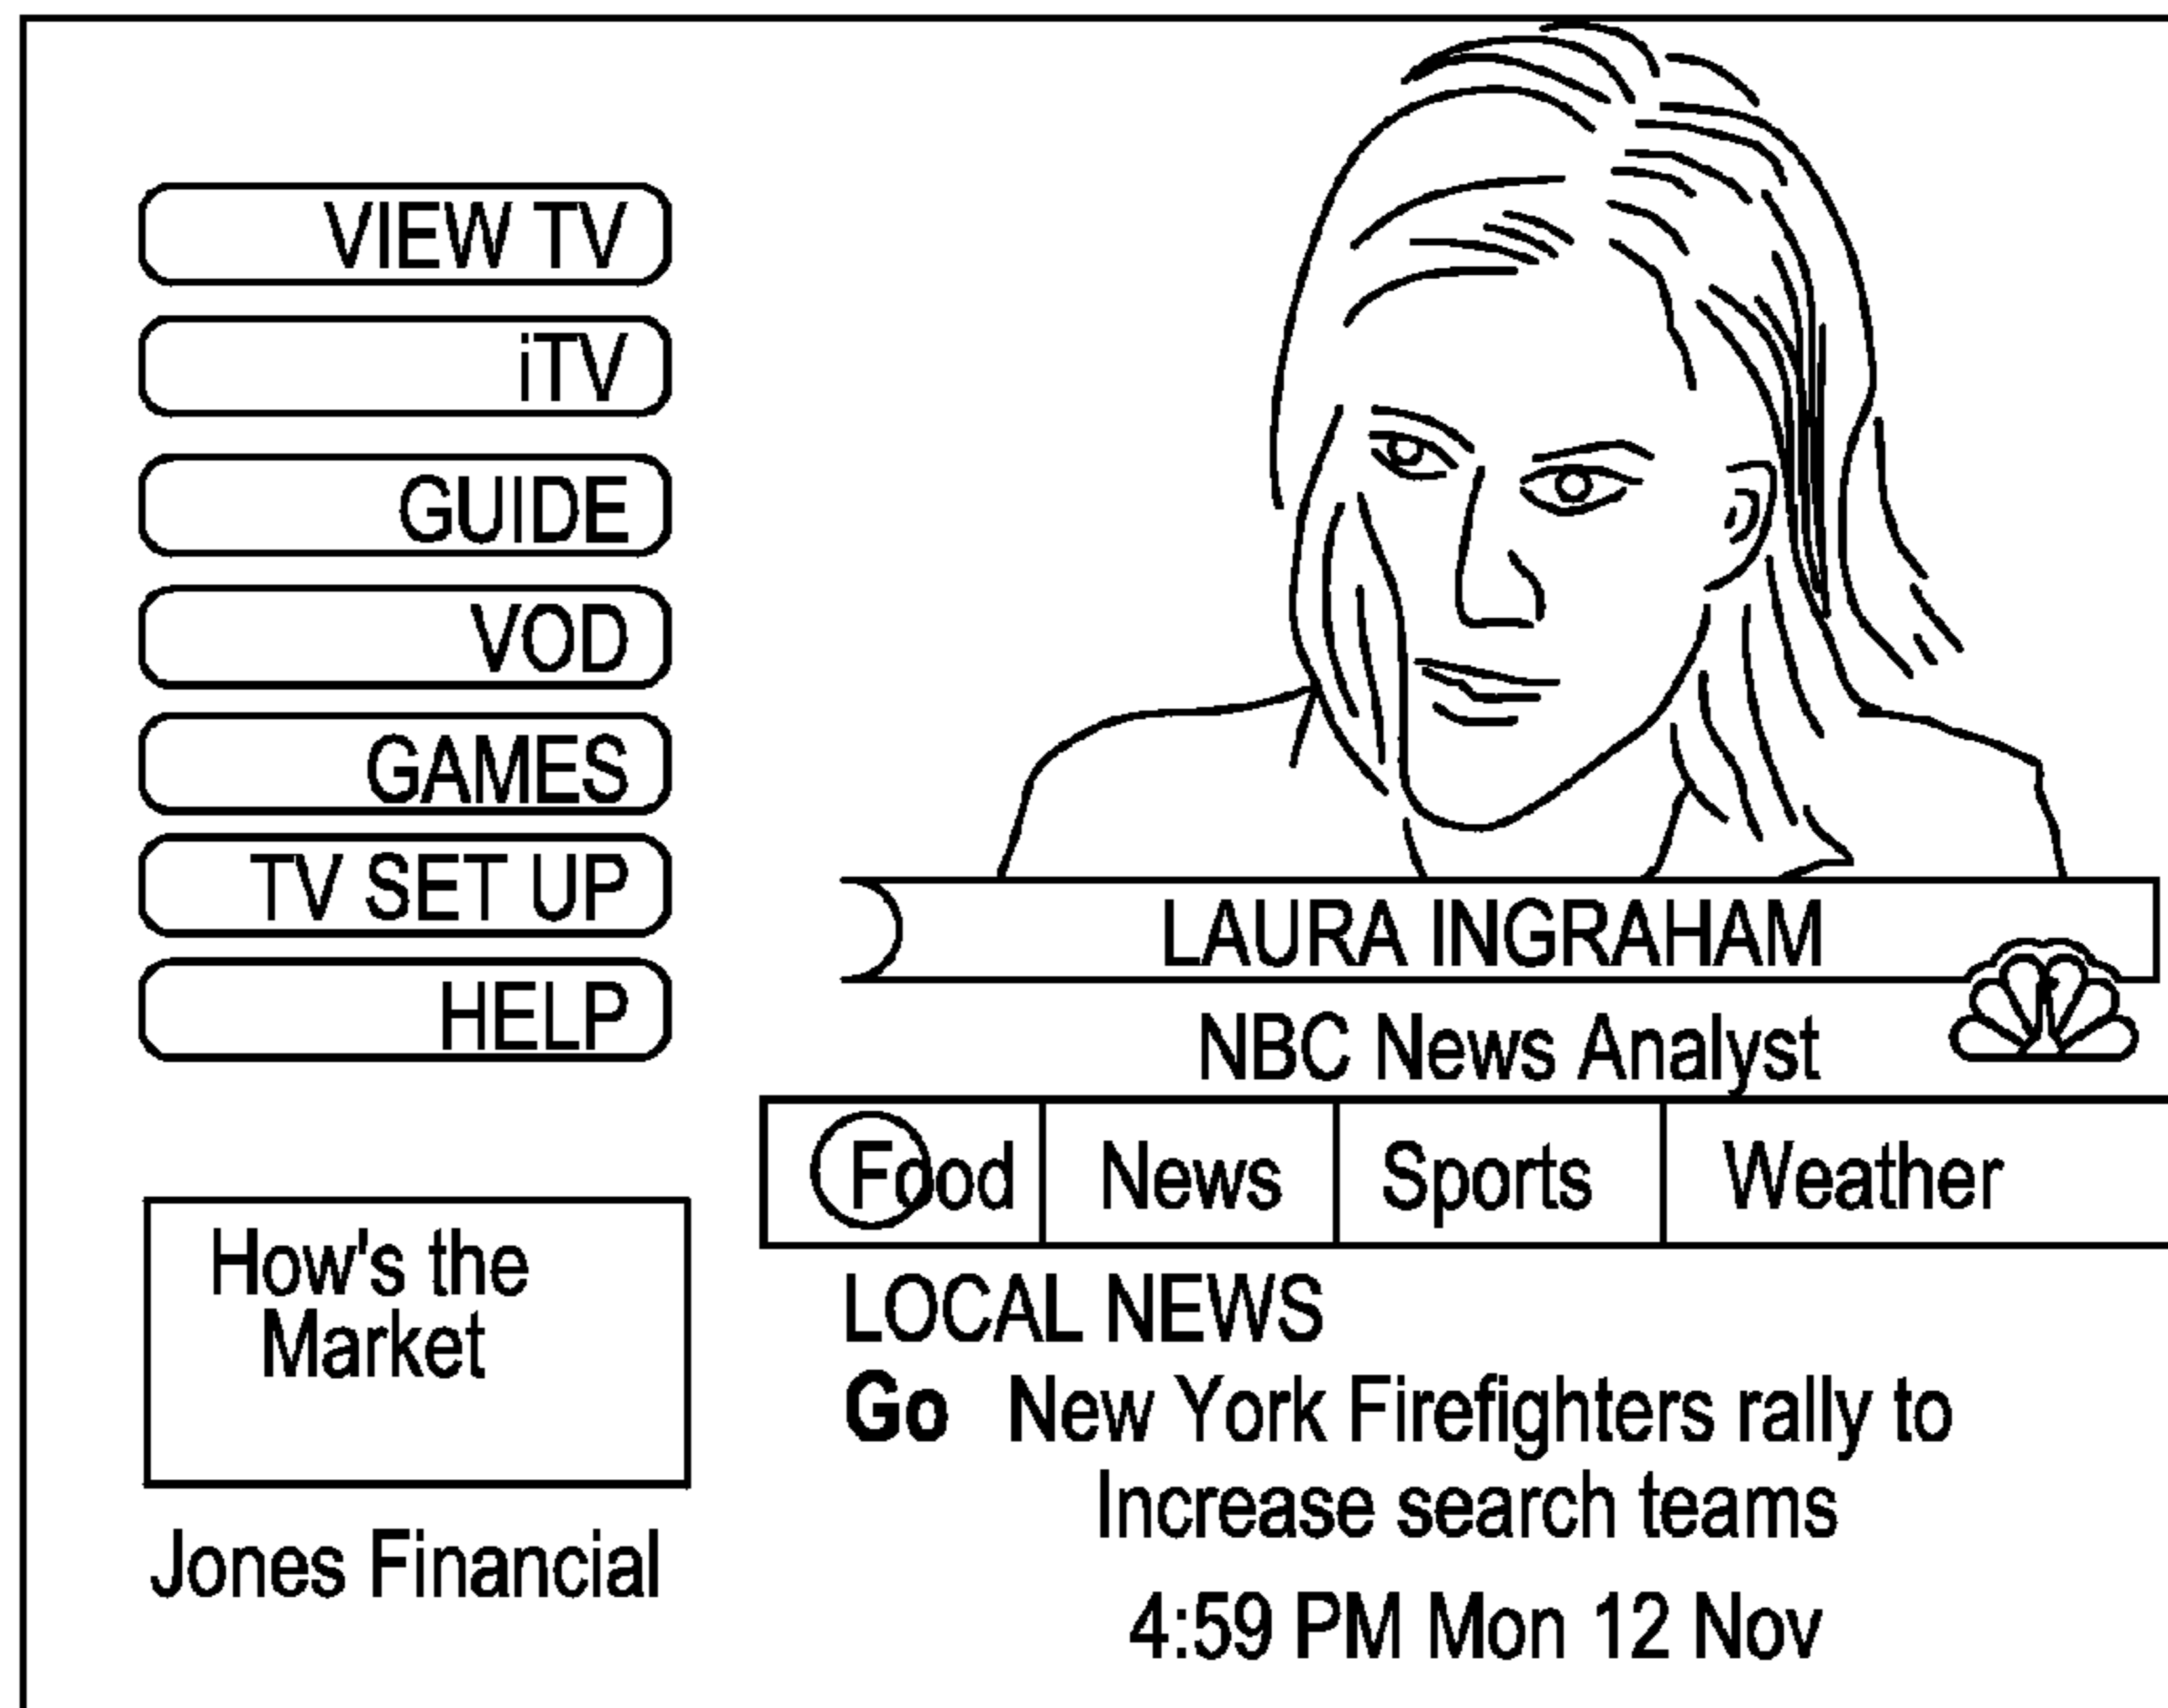 VIEW TV
iTV
GUIDE
VOD
GAMES
TV SET UP
HELP
How's the
Market
Jones Financial
LAURA INGRAHAM
NBC News Analyst
Food News Sports Weather
LOCAL NEWS
Go New York Firefighters rally to
Increase search teams
4:59 PM Mon 12 Nov